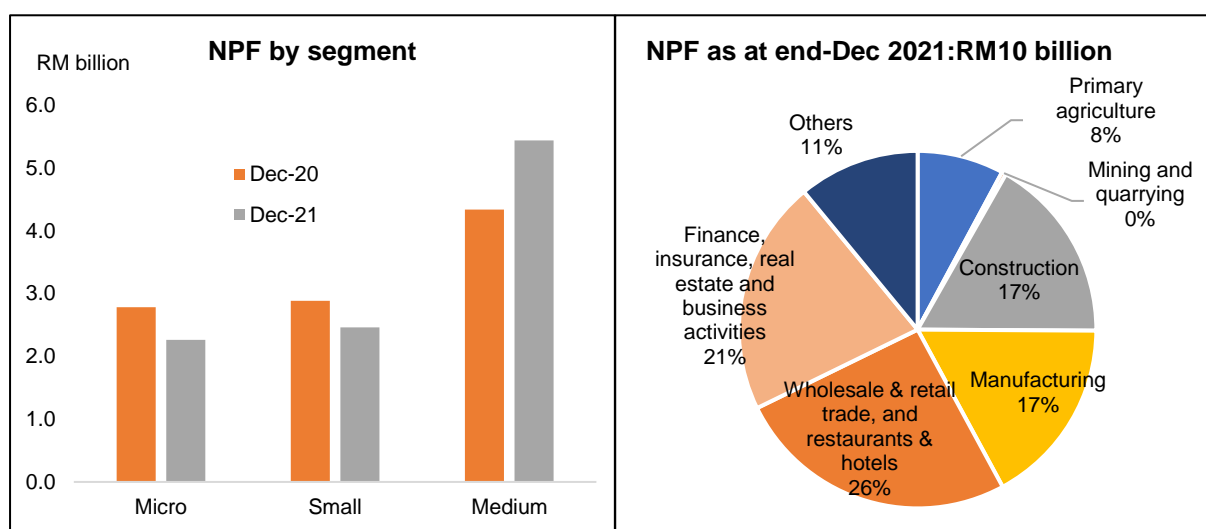 NPF by segment
RM billion
6.0
5.0
4.0
3.0
2.0
1.0
0.0
Dec-20
Dec-21
Micro
Small
Medium
NPF as at end-Dec 2021:RM10 billion
Primary
agriculture
8%
Mining and
quarrying
0%
Construction
17%
Manufacturing
17%
Wholesale & retail
trade, and
restaurants &
hotels
26%
Finance,
insurance, real
estate and
business
activities
21%
Others
11%